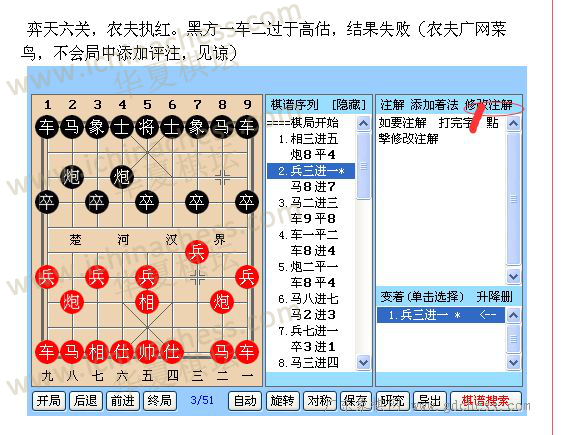 弈天六关，农夫执红。黑方一车二过于高估，结果失败（农夫广网菜
鸟，不会局中添加评注，见谅）
1 2 3 4 5 6 7 8 9
车 马 象 士 将 士 象 马 车
炮 炮
卒 卒 卒 卒 卒
楚 河 汉 界
兵
兵 兵 兵 兵
炮 相 炮
车 马 相 仕 帅 仕 马 车
九 八 七 六 五 四 三 二 一
棋谱序列 [隐藏]
====棋局开始
1. 相三进五
炮8平4
2. 兵三进一*
马8进7
3. 马二进三
车9平8
4. 车一平二
车8进4
5. 炮二平一
车8平4
6. 马八进七
马2进3
7. 兵七进一
卒3进1
8. 马三进四
注解 添加着法 修改注解
如要注解 打完字 點
擊修改注解
变着(单击选择) 升降删
1. 兵三进一 * <--
开局 后退 前进 终局 3/51 自动 旋转 对称 保存 研究 导出 棋谱搜索
www.ichinachess.com
华夏棋坛